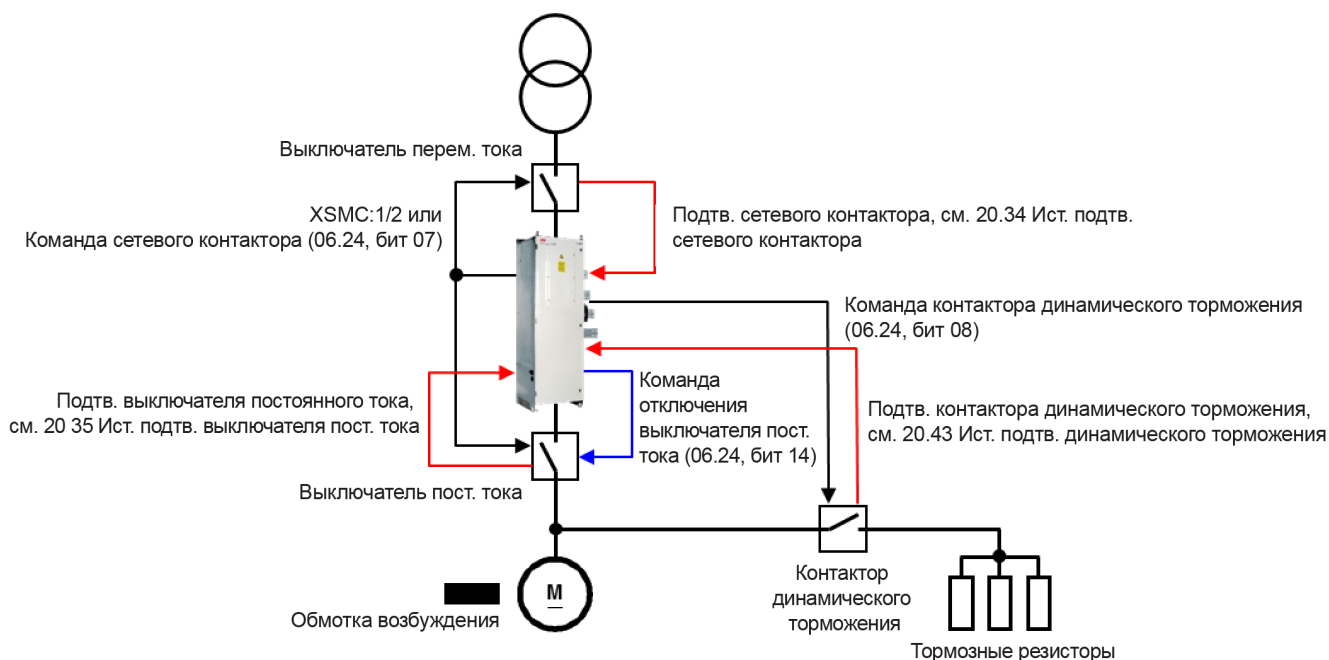 Выключатель перем. тока
XSMC:1/2 или
Команда сетевого контактора (06.24, бит 07)
Подтв. сетевого контактора, см. 20.34 Ист. подтв.
сетевого контактора
Команда контактора динамического торможения
(06.24, бит 08)
Подтв. выключателя постоянного тока,
см. 20 35 Ист. подтв. выключателя пост. тока
Команда
отключения
выключателя пост.
тока (06.24, бит 14)
Подтв. контактора динамического торможения,
см. 20.43 Ист. подтв. динамического торможения
Выключатель пост. тока
M
Обмотка возбуждения
Контактор
динамического
торможения
Тормозные резисторы